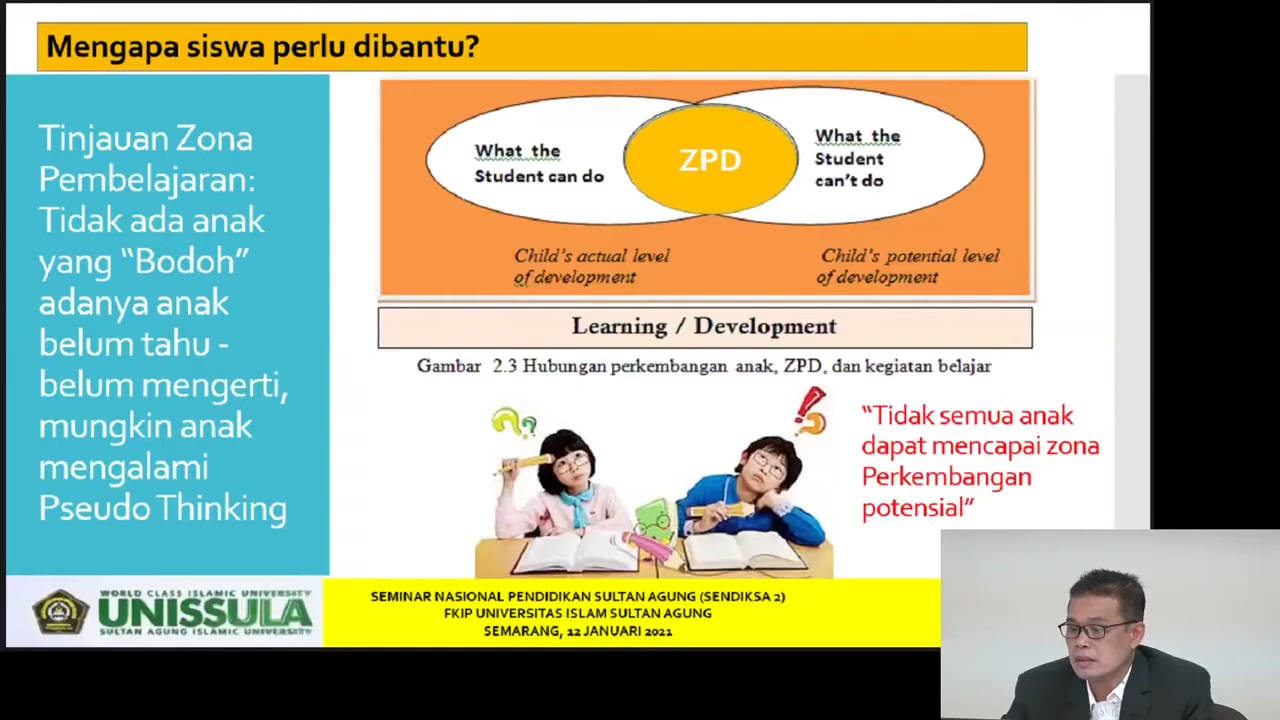 Mengapa siswa perlu dibantu?
Tinjauan Zona
Pembelajaran:
Tidak ada anak
yang “Bodoh”
adanya anak
belum tahu -
belum mengerti,
mungkin anak
mengalami
Pseudo Thinking
What the
Student can do
ZPD
What the
Student
can’t do
Child’s actual level
of development
Child’s potential level
of development
Learning / Development
Gambar 2.3 Hubungan perkembangan anak, ZPD, dan kegiatan belajar
“Tidak semua anak
dapat mencapai zona
Perkembangan
potensial”
WORLD CLASS ISLAMIC UNIVERSITY
UNISSULA
SULTAN AGUNG ISLAMIC UNIVERSITY
SEMINAR NASIONAL PENDIDIKAN SULTAN AGUNG (SENDIKSA 2)
FKIP UNIVERSITAS ISLAM SULTAN AGUNG
SEMARANG, 12 JANUARI 2021